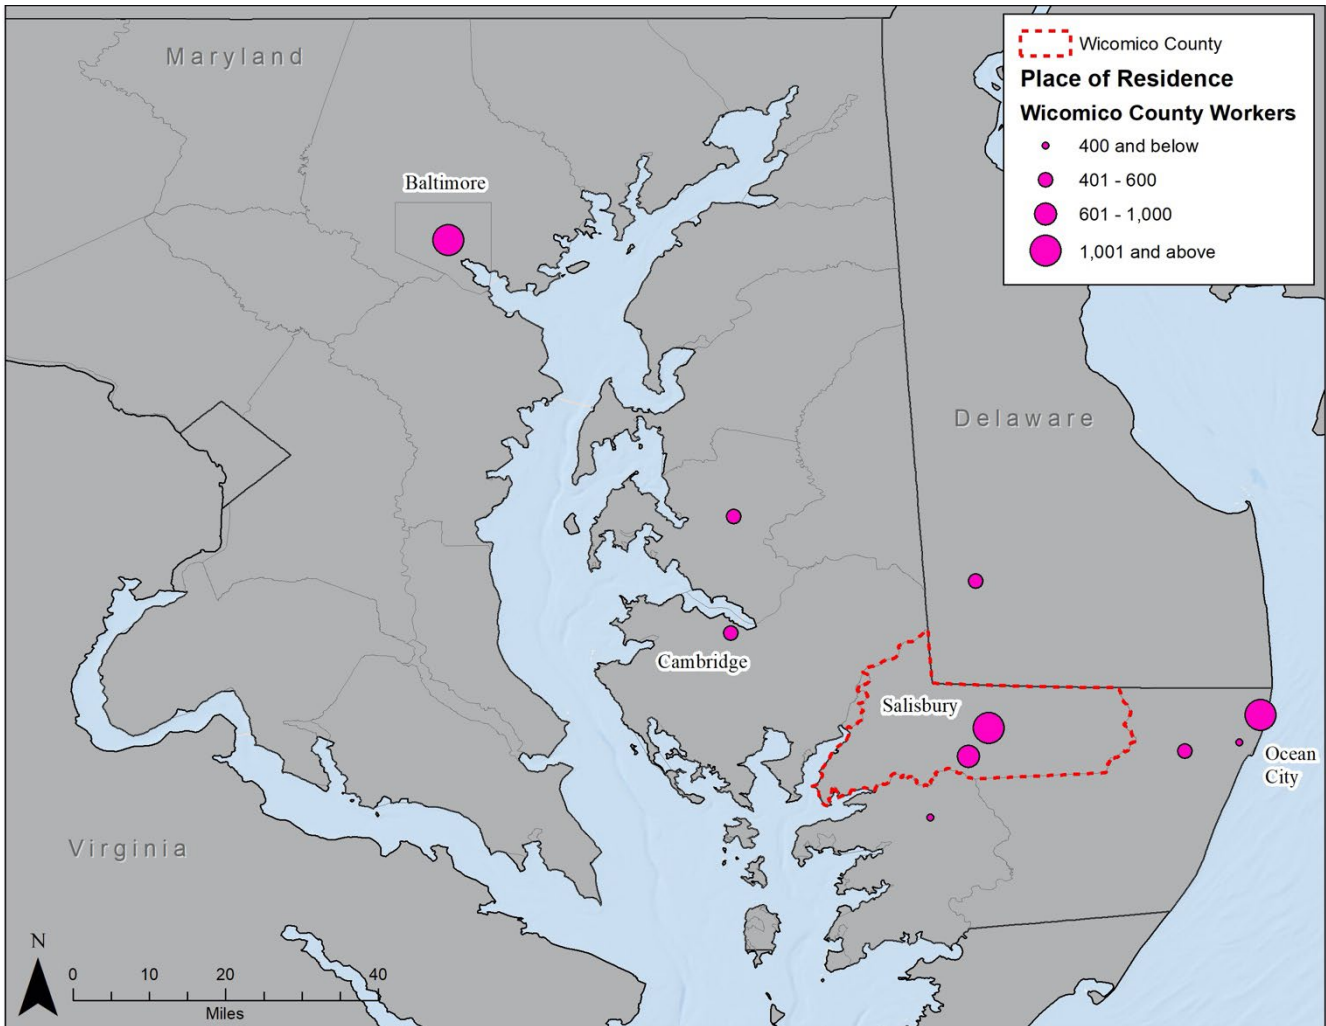 Maryland
Wicomico County
Place of Residence
Wicomico County Workers
400 and below
401 - 600
601 - 1,000
1,001 and above
Baltimore
Delaware
Cambridge
Salisbury
Ocean
City
Virginia
N
0 10 20 40
Miles